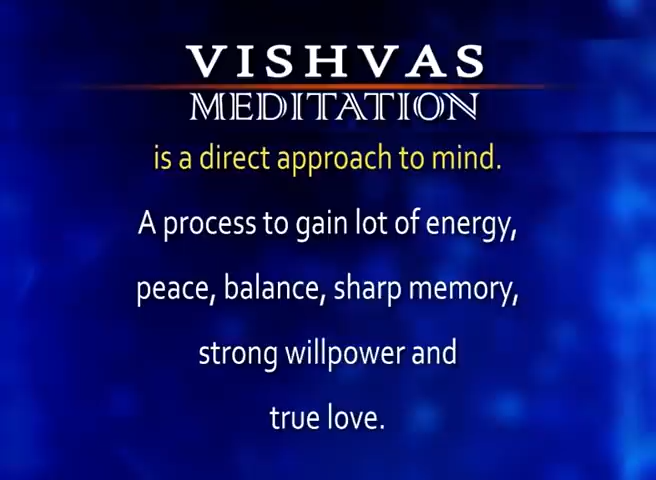 VISHVAS
MEDITATION
is a direct approach to mind.
A process to gain lot of energy,
peace, balance, sharp memory,
strong willpower and
true love.